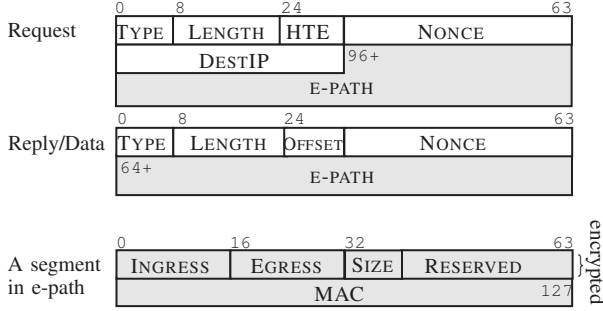 0 8 24 63
Request TYPE LENGTH HTE NONCE
DESTIP 96+
E-PATH
0 8 24 63
Reply/Data TYPE LENGTH OFFSET NONCE
64+
E-PATH
0 16 32 63
A segment in e-path INGRESS EGRESS SIZE RESERVED
MAC 127
encrypted